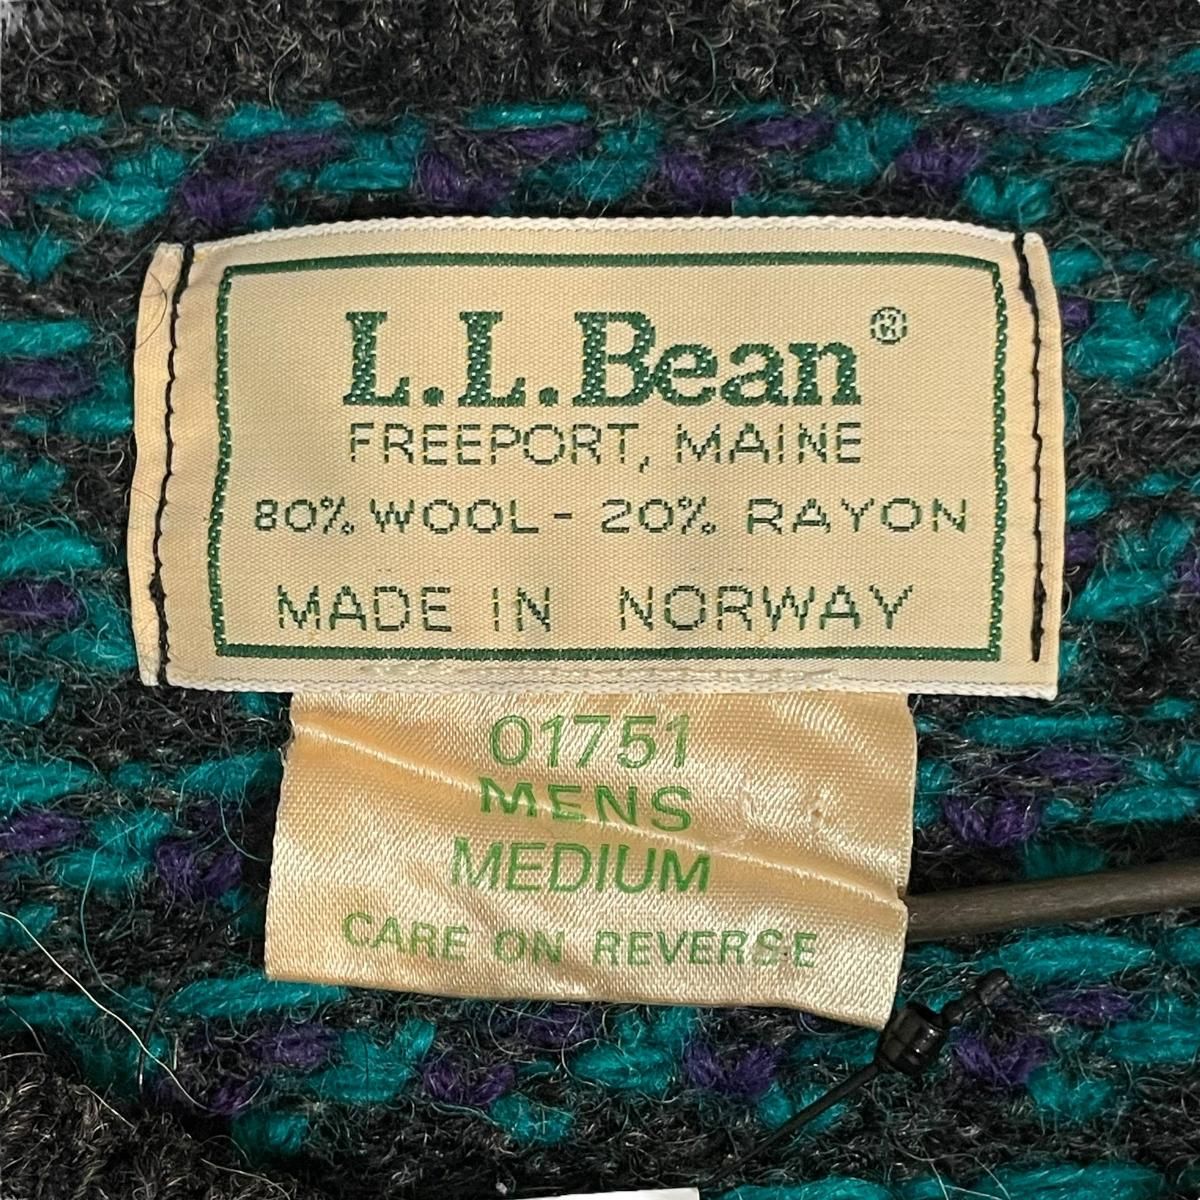 L.L.Bean®
FREEPORT, MAINE
80% WOOL - 20% RAYON
MADE IN NORWAY
01751
MENS
MEDIUM
CARE ON REVERSE